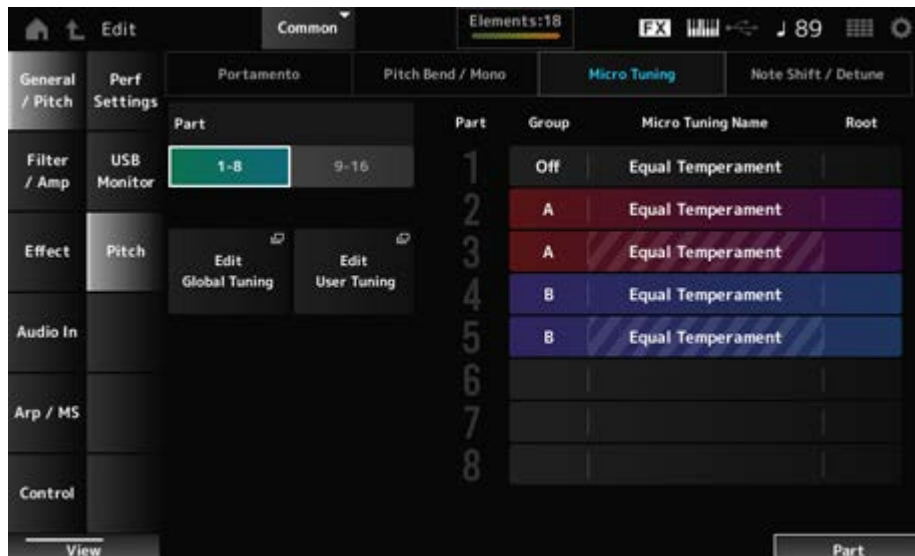 Edit
Common
Elements:18
FX
89
General / Pitch
Filter / Amp
Effect
Audio In
Arp / MS
Control
View
Perf Settings
USB Monitor
Pitch
Portamento
Pitch Bend / Mono
Micro Tuning
Note Shift / Detune
Part
1-8
9-16
Edit Global Tuning
Edit User Tuning
Part Group Micro Tuning Name Root
1 Off Equal Temperament
2 A Equal Temperament
3 A Equal Temperament
4 B Equal Temperament
5 B Equal Temperament
6
7
8
Part